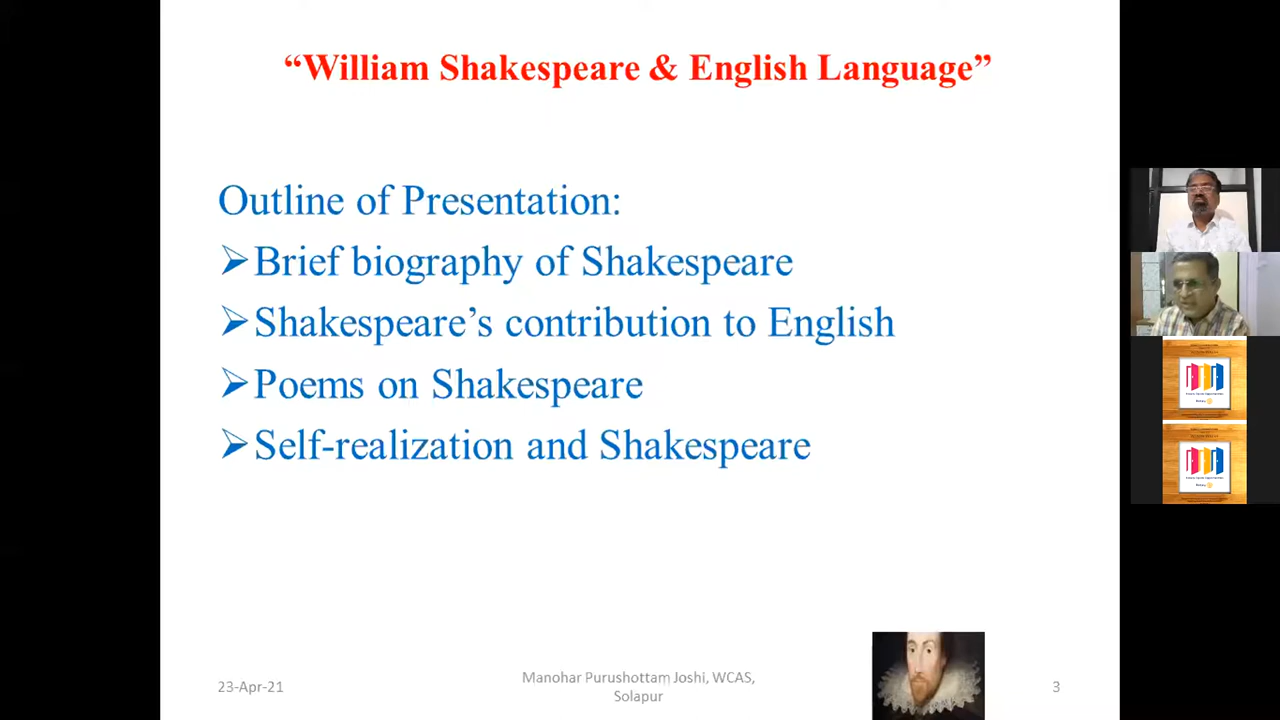 “William Shakespeare & English Language”
Outline of Presentation:
Brief biography of Shakespeare
Shakespeare’s contribution to English
Poems on Shakespeare
Self-realization and Shakespeare
23-Apr-21
Manohar Purushottam Joshi, WCAS,
Solapur
3